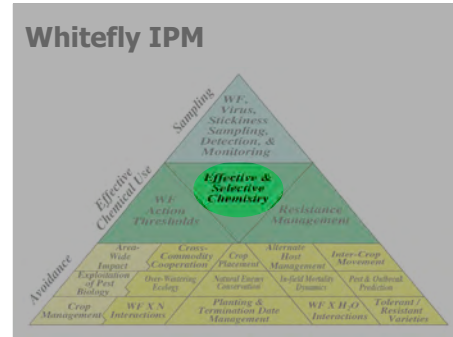 Whitefly IPM
Sampling
WF,
Virus,
Stickiness
Sampling,
Detection, &
Monitoring
Effective
Chemical Use
Effective &
Selective
Chemistry
WF
Action
Thresholds
Resistance
Management
Avoidance
Area-
Wide
Impact
Cross-
Commodity
Cooperation
Crop
Placement
Alternate
Host
Management
Inter-Crop
Movement
Exploitation
of Pest
Biology
Over-Wintering
Ecology
Natural Enemy
Conservation
In-field Mortality
Dynamics
Pest & Outbreak
Prediction
Crop
Management
WF X N
Interactions
Planting &
Termination Date
Management
WF X H₂O
Interactions
Tolerant /
Resistant
Varieties